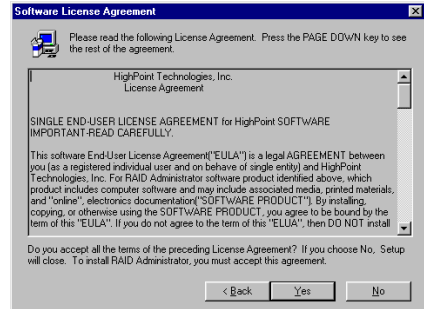 Software License Agreement
Please read the following License Agreement. Press the PAGE DOWN key to see
the rest of the agreement.
HighPoint Technologies, Inc.
License Agreement
SINGLE END-USER LICENSE AGREEMENT for HighPoint SOFTWARE
IMPORTANT-READ CAREFULLY.
This software End-User License Agreement("EULA") is a legal AGREEMENT between
you (as a registered individual user and on behave of single entity) and HighPoint
Technologies, Inc. For RAID Administrator software product identified above, which
product includes computer software and may include associated media, printed materials,
and "online", electronics documentation("SOFTWARE PRODUCT"). By installing,
copying, or otherwise using the SOFTWARE PRODUCT, you agree to be bound by the
term of this "EULA". If you do not agree to the term of this "ELUA", then DO NOT install
Do you accept all the terms of the preceding License Agreement? If you choose No, Setup
will close. To install RAID Administrator, you must accept this agreement.
< Back
Yes
No